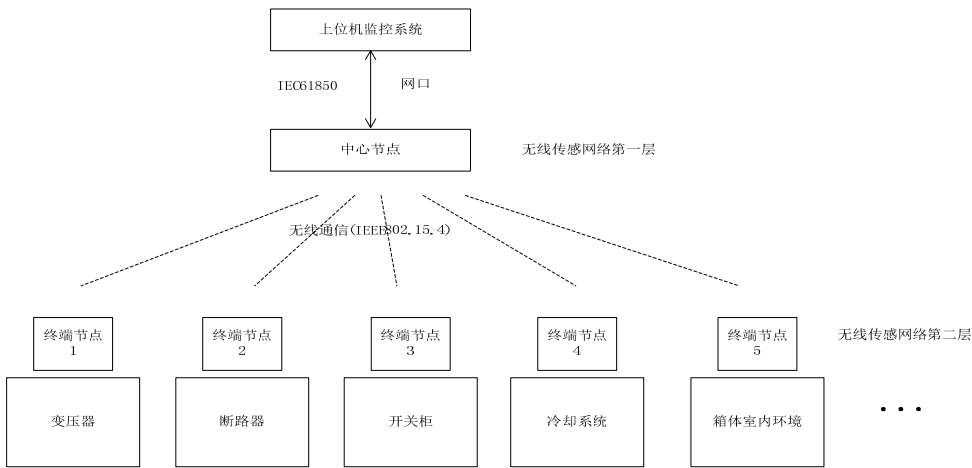 上位机监控系统
IEC61850
网口
中心节点
无线传感网络第一层
无线通信(IEEE802.15.4)
终端节点
1
终端节点
2
终端节点
3
终端节点
4
终端节点
5
无线传感网络第二层
变压器
断路器
开关柜
冷却系统
箱体室内环境
...